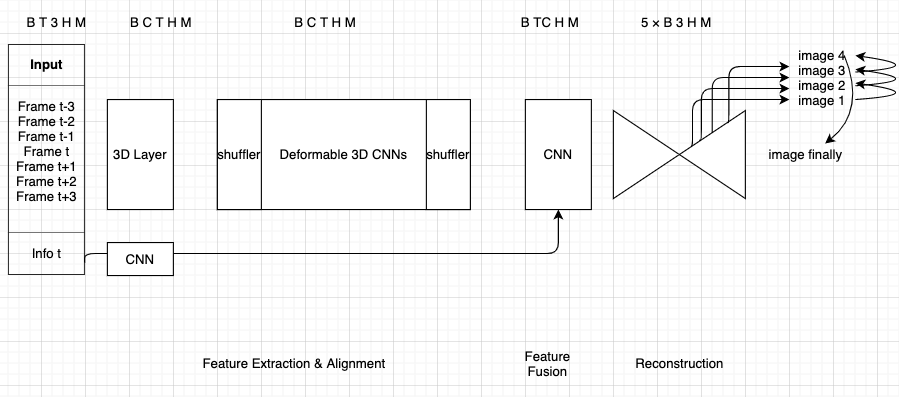 B T 3 H M
B C T H M
B C T H M
B TC H M
5 × B 3 H M
Input
Frame t-3
Frame t-2
Frame t-1
Frame t
Frame t+1
Frame t+2
Frame t+3
Info t
3D Layer
CNN
shuffler
Deformable 3D CNNs
shuffler
CNN
image 4
image 3
image 2
image 1
image finally
Feature Extraction & Alignment
Feature
Fusion
Reconstruction